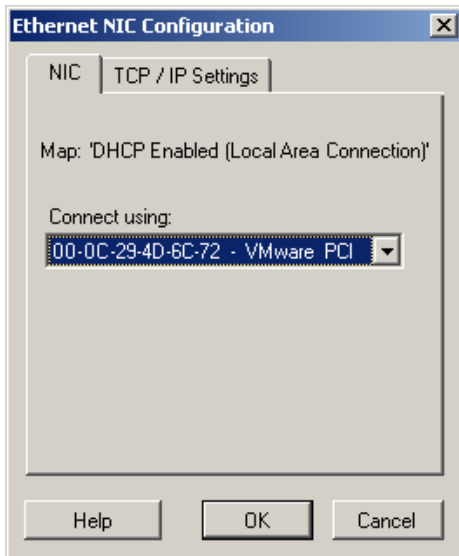 Ethernet NIC Configuration
NIC
TCP / IP Settings
Map: 'DHCP Enabled (Local Area Connection)'
Connect using:
00-0C-29-4D-6C-72 - VMware PCI
Help
OK
Cancel